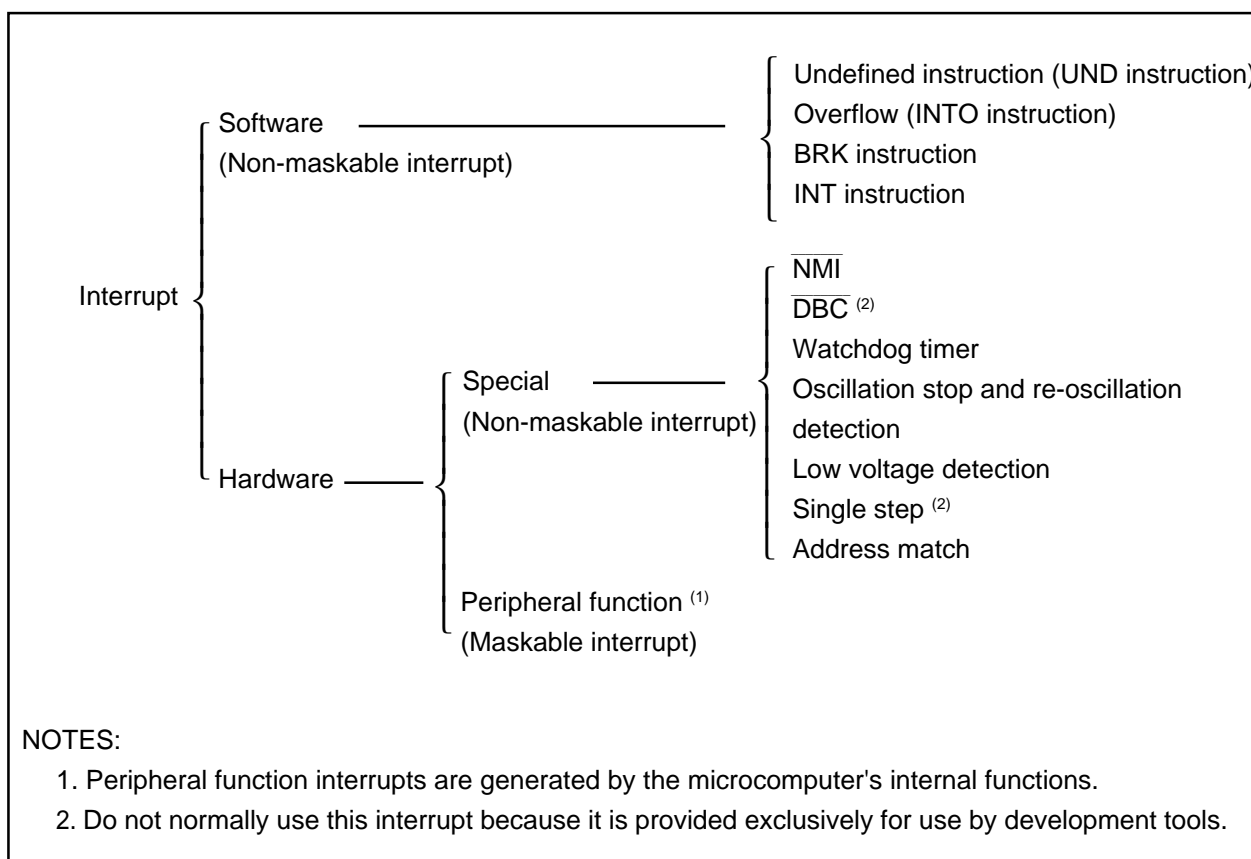 Undefined instruction (UND instruction)
Software
Overflow (INTO instruction)
(Non-maskable interrupt)
BRK instruction
INT instruction
Interrupt
NMI
DBC (2)
Watchdog timer
Special
Oscillation stop and re-oscillation
(Non-maskable interrupt)
detection
Hardware
Low voltage detection
Single step (2)
Address match
Peripheral function (1)
(Maskable interrupt)
NOTES:
1. Peripheral function interrupts are generated by the microcomputer's internal functions.
2. Do not normally use this interrupt because it is provided exclusively for use by development tools.